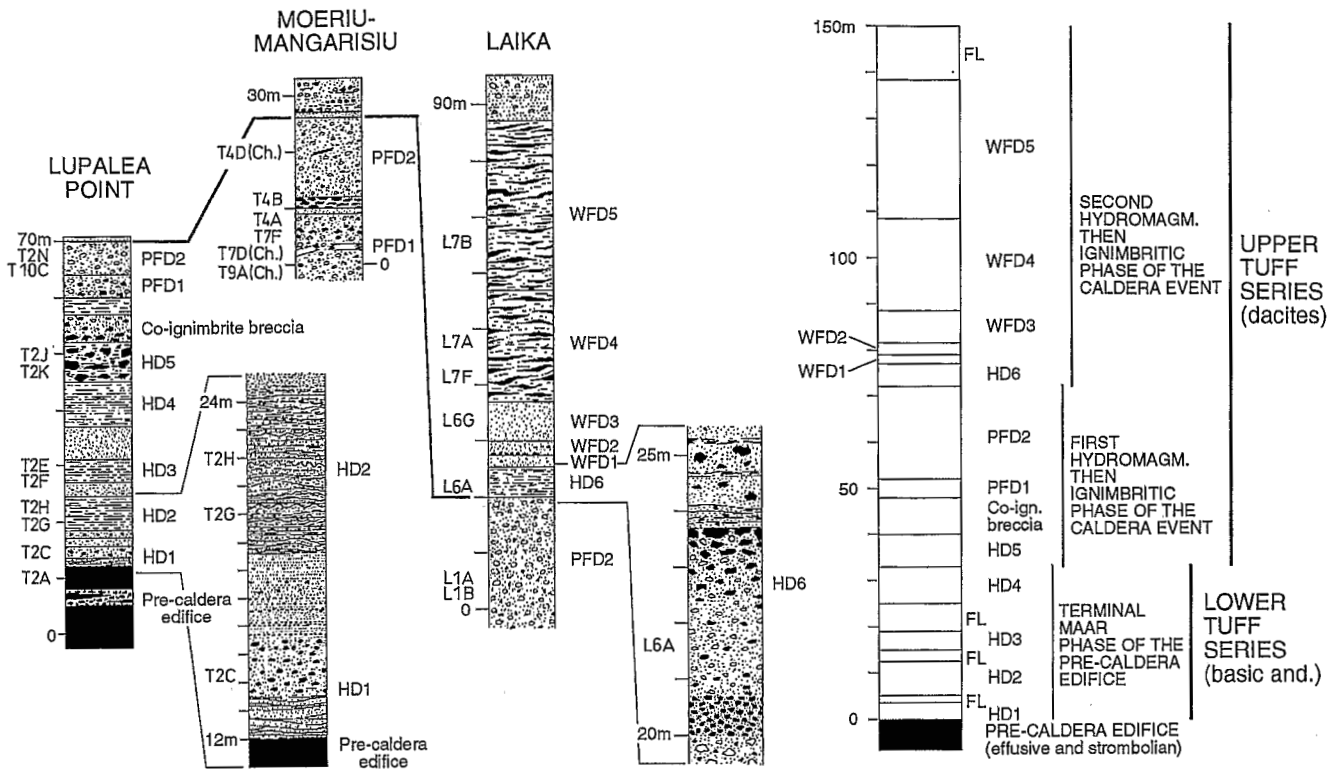 MOERIU-
MANGARISIU
LAIKA
LUPALEA
POINT
70m
T2N
T10C
PFD2
PFD1
Co-ignimbrite breccia
T2J
T2K
HD5
HD4
T2E
T2F
HD3
T2H
T2G
HD2
T2C
HD1
T2A
Pre-caldera
edifice
0
30m
T4D(Ch.)
PFD2
T4B
T4A
T7F
T7D(Ch.)
PFD1
T9A(Ch.)
0
24m
T2H
HD2
T2G
T2C
HD1
12m
Pre-caldera
edifice
90m
WFD5
L7B
L7A
WFD4
L7F
L6G
WFD3
WFD2
WFD1
L6A
HD6
PFD2
L1A
L1B
0
25m
HD6
L6A
20m
150m
FL
WFD5
100
WFD4
WFD3
WFD2
WFD1
HD6
PFD2
50
PFD1
Co-ign.
breccia
HD5
HD4
FL
HD3
FL
HD2
FL
HD1
0
PRE-CALDERA EDIFICE
(effusive and strombolian)
SECOND
HYDROMAGM.
THEN
IGNIMBRITIC
PHASE OF THE
CALDERA EVENT
FIRST
HYDROMAGM.
THEN
IGNIMBRITIC
PHASE OF THE
CALDERA EVENT
TERMINAL
MAAR
PHASE OF THE
PRE-CALDERA
EDIFICE
UPPER
TUFF
SERIES
(dacites)
LOWER
TUFF
SERIES
(basic and.)